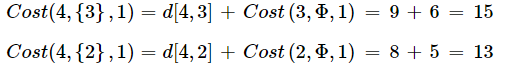 Cost(4, {3}, 1) = d[4, 3] + Cost (3, Φ, 1) = 9 + 6 = 15
Cost(4, {2}, 1) = d[4, 2] + Cost (2, Φ, 1) = 8 + 5 = 13